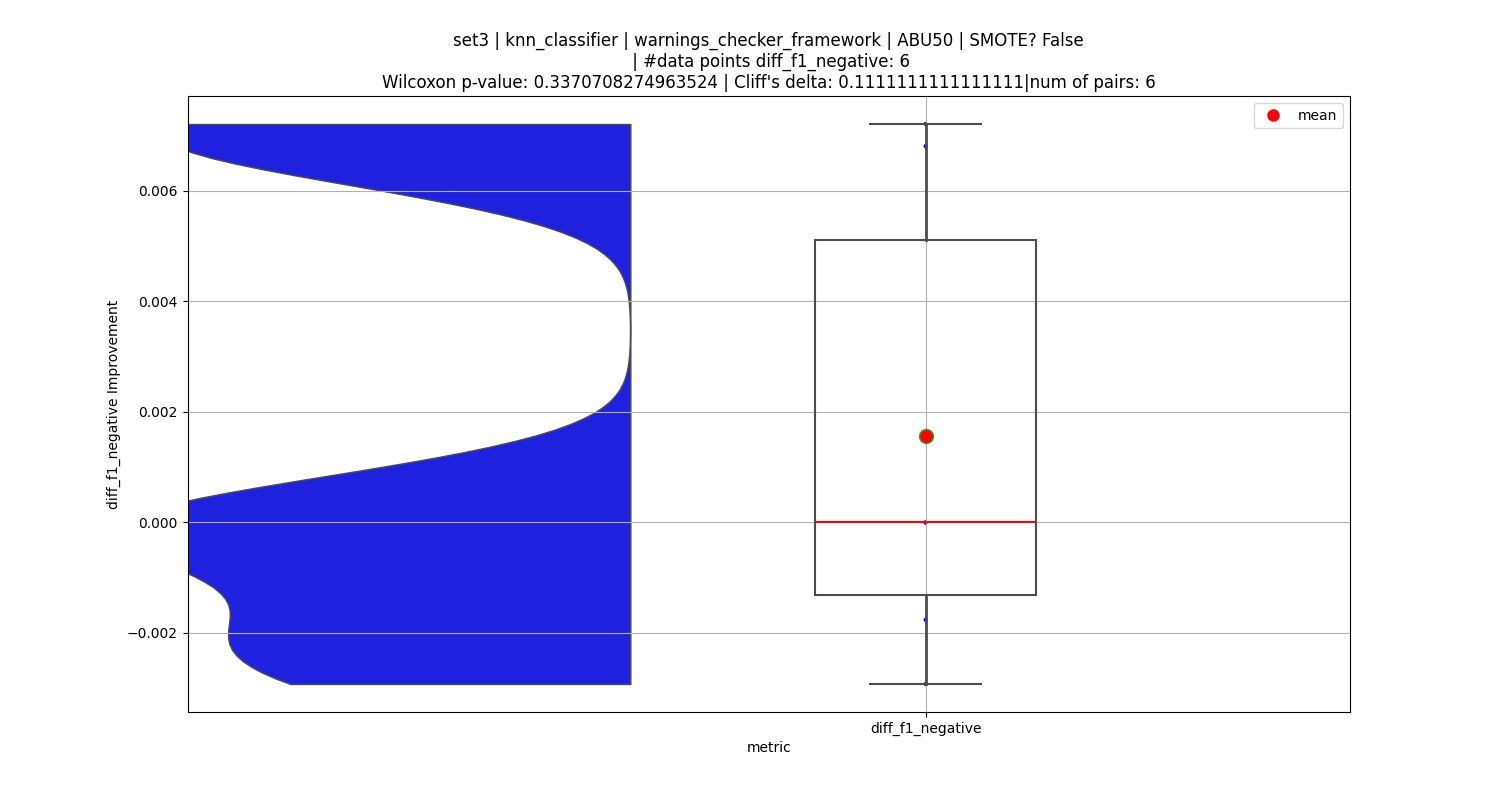 set3 | knn_classifier | warnings_checker_framework | ABU50 | SMOTE? False
| #data points diff_f1_negative: 6
Wilcoxon p-value: 0.3370708274963524 | Cliff's delta: 0.1111111111111111|num of pairs: 6
mean
0.006
0.004
0.002
0.000
−0.002
diff_f1_negative Improvement
diff_f1_negative
metric